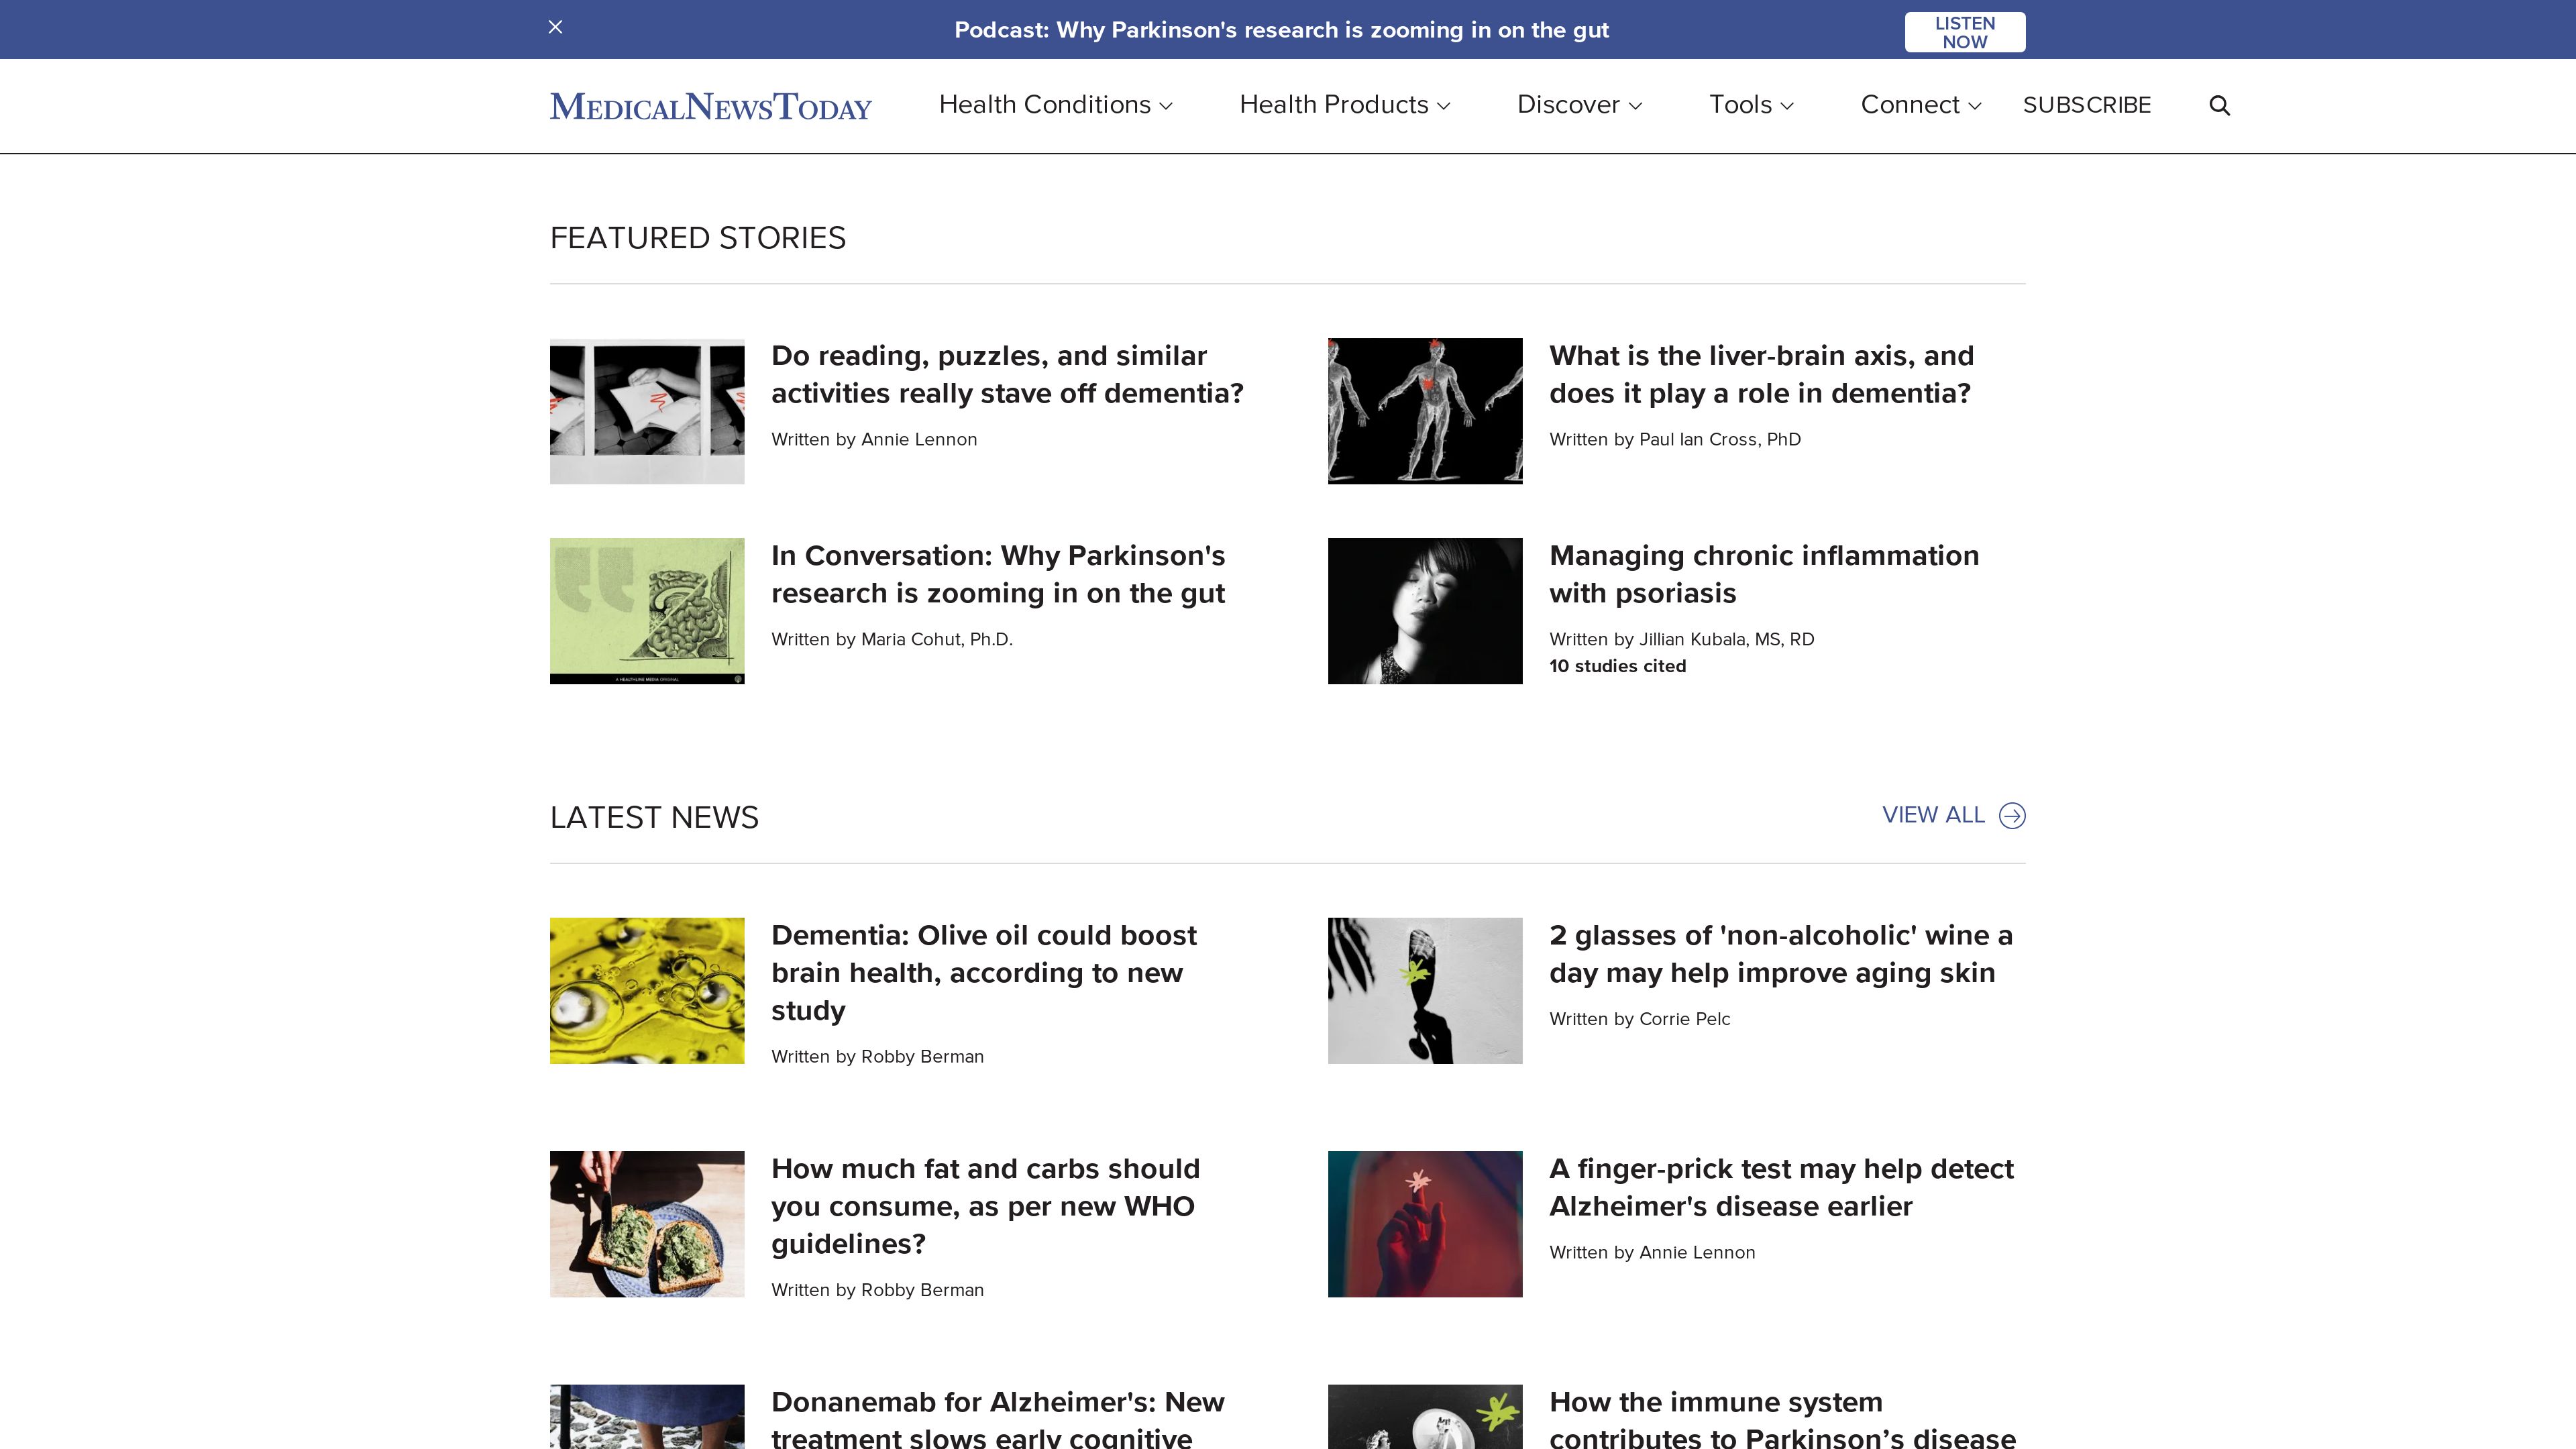 Podcast: Why Parkinson's research is zooming in on the gut
LISTEN
NOW
MEDICALNEWSTODAY
Health Conditions
Health Products
Discover
Tools
Connect
SUBSCRIBE
FEATURED STORIES
Do reading, puzzles, and similar
activities really stave off dementia?
Written by Annie Lennon
What is the liver-brain axis, and
does it play a role in dementia?
Written by Paul Ian Cross, PhD
In Conversation: Why Parkinson's
research is zooming in on the gut
Written by Maria Cohut, Ph.D.
A HEALTHLINE MEDIA ORIGINAL
Managing chronic inflammation
with psoriasis
Written by Jillian Kubala, MS, RD
10 studies cited
LATEST NEWS
VIEW ALL
Dementia: Olive oil could boost
brain health, according to new
study
Written by Robby Berman
2 glasses of 'non-alcoholic' wine a
day may help improve aging skin
Written by Corrie Pelc
How much fat and carbs should
you consume, as per new WHO
guidelines?
Written by Robby Berman
A finger-prick test may help detect
Alzheimer's disease earlier
Written by Annie Lennon
Donanemab for Alzheimer's: New
treatment slows early cognitive
How the immune system
contributes to Parkinson’s disease